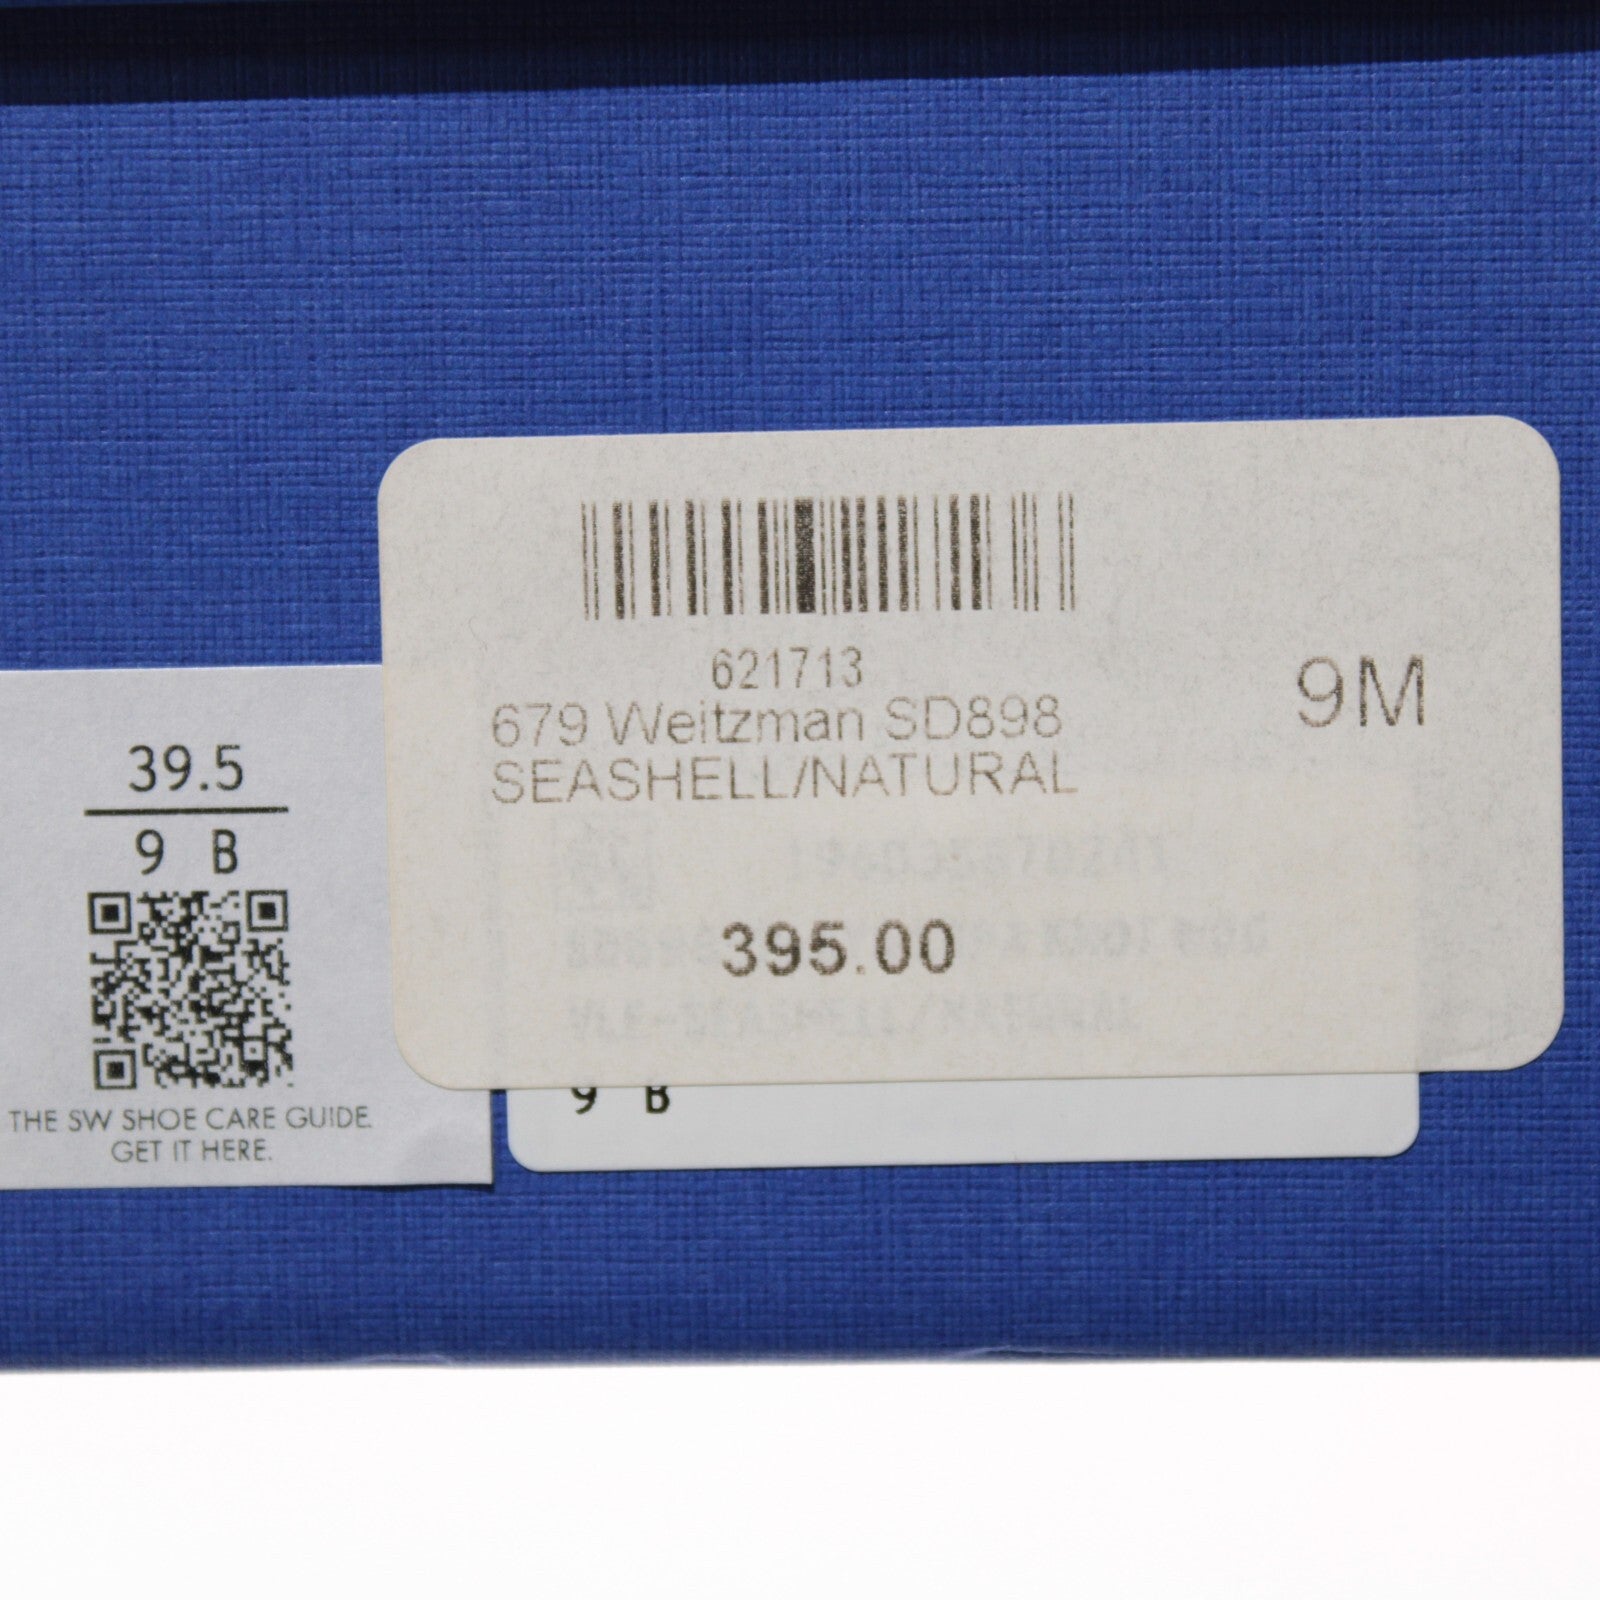 621713
679 Weitzman SD898
SEASHELL/NATURAL
9M
395.00
39.5
9 B
THE SW SHOE CARE GUIDE.
GET IT HERE.
9 B